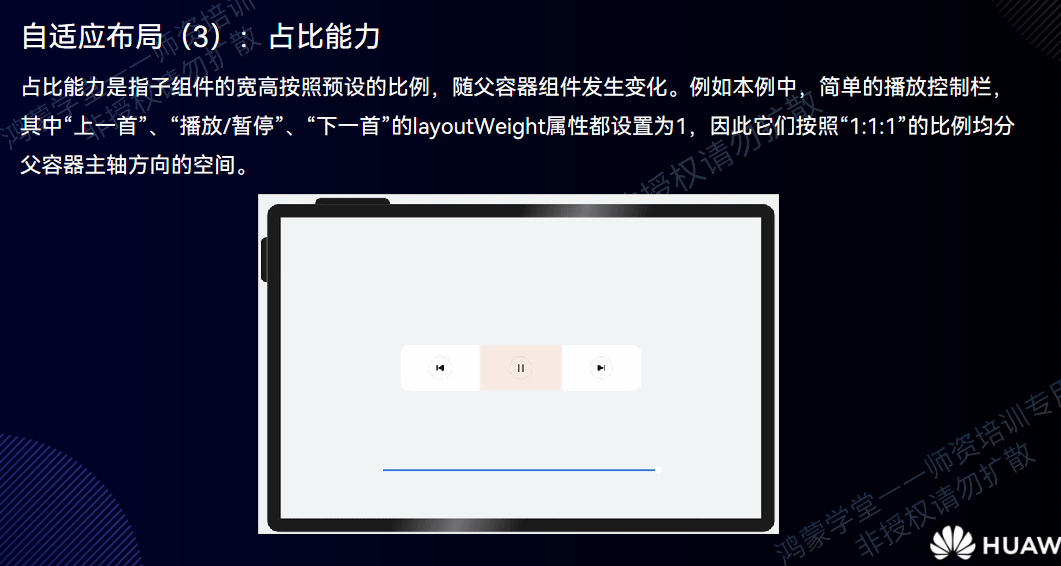 自适应布局（3）：占比能力
占比能力是指子组件的宽高按照预设的比例，随父容器组件发生变化。例如本例中，简单的播放控制栏，
其中“上一首”、“播放/暂停”、“下一首”的layoutWeight属性都设置为1，因此它们按照“1:1:1”的比例均分
父容器主轴方向的空间。
鸿蒙学堂——师资培训
非授权请勿扩散
授权请勿扩散
鸿蒙学堂——师资培训专用
非授权请勿扩散
HUAW